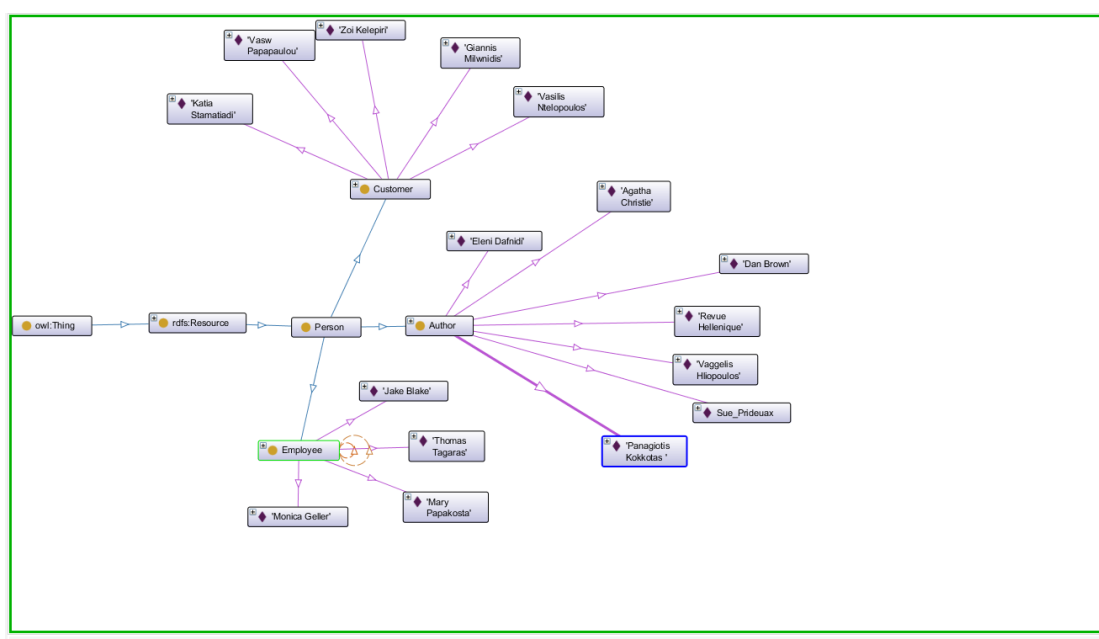 'Zoi Kelepiri'
'Vasw
Papapaulou'
'Giannis
Milwnidis'
'Katia
Stamatiadi'
'Vasilis
Ntelopoulos'
Customer
'Agatha
Christie'
'Eleni Dafnidi'
'Dan Brown'
owl:Thing
rdfs:Resource
Person
Author
'Revue
Hellenique'
'Vaggelis
Hliopoulos'
'Jake Blake'
Sue_Prideuax
Employee
'Thomas
Tagaras'
'Panagiotis
Kokkotas '
'Mary
Papakosta'
'Monica Geller'